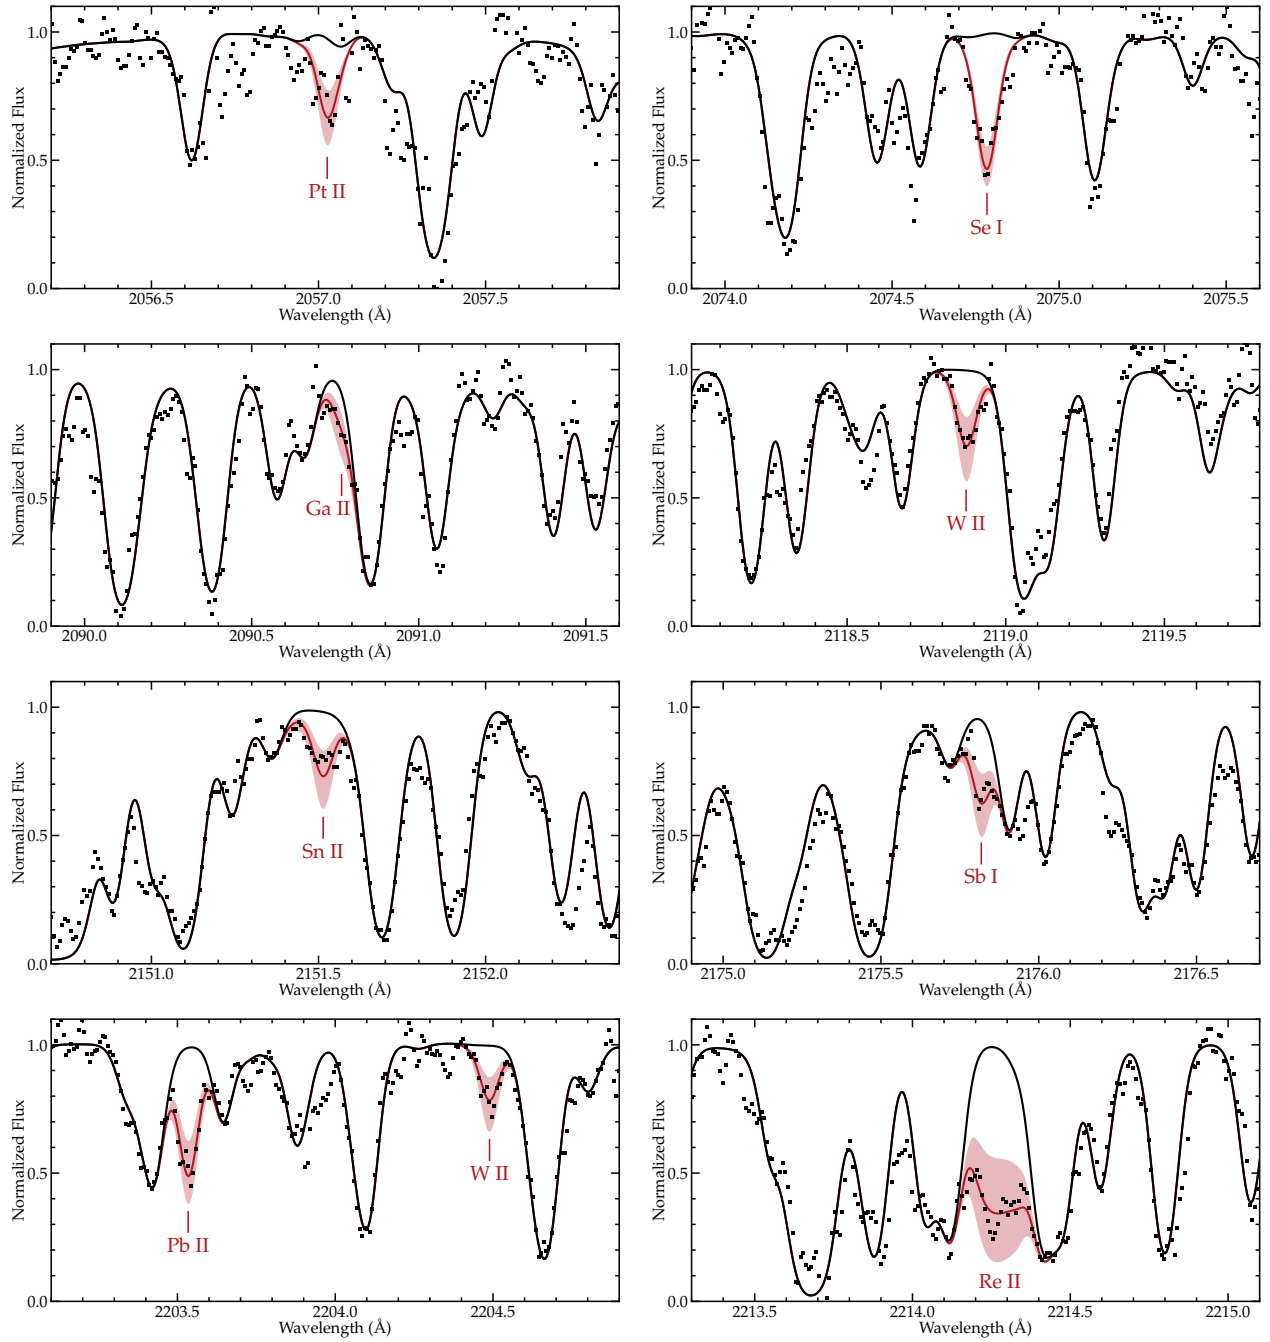 1.0
0.5
0.0
Normalized Flux
Pt II
2056.5 2057.0 2057.5
Wavelength (Å)
1.0
0.5
0.0
Normalized Flux
Se I
2074.0 2074.5 2075.0 2075.5
Wavelength (Å)
1.0
0.5
0.0
Normalized Flux
Ga II
2090.0 2090.5 2091.0 2091.5
Wavelength (Å)
1.0
0.5
0.0
Normalized Flux
W II
2118.5 2119.0 2119.5
Wavelength (Å)
1.0
0.5
0.0
Normalized Flux
Sn II
2151.0 2151.5 2152.0
Wavelength (Å)
1.0
0.5
0.0
Normalized Flux
Sb I
2175.0 2175.5 2176.0 2176.5
Wavelength (Å)
1.0
0.5
0.0
Normalized Flux
W II
Pb II
2203.5 2204.0 2204.5
Wavelength (Å)
1.0
0.5
0.0
Normalized Flux
Re II
2213.5 2214.0 2214.5 2215.0
Wavelength (Å)